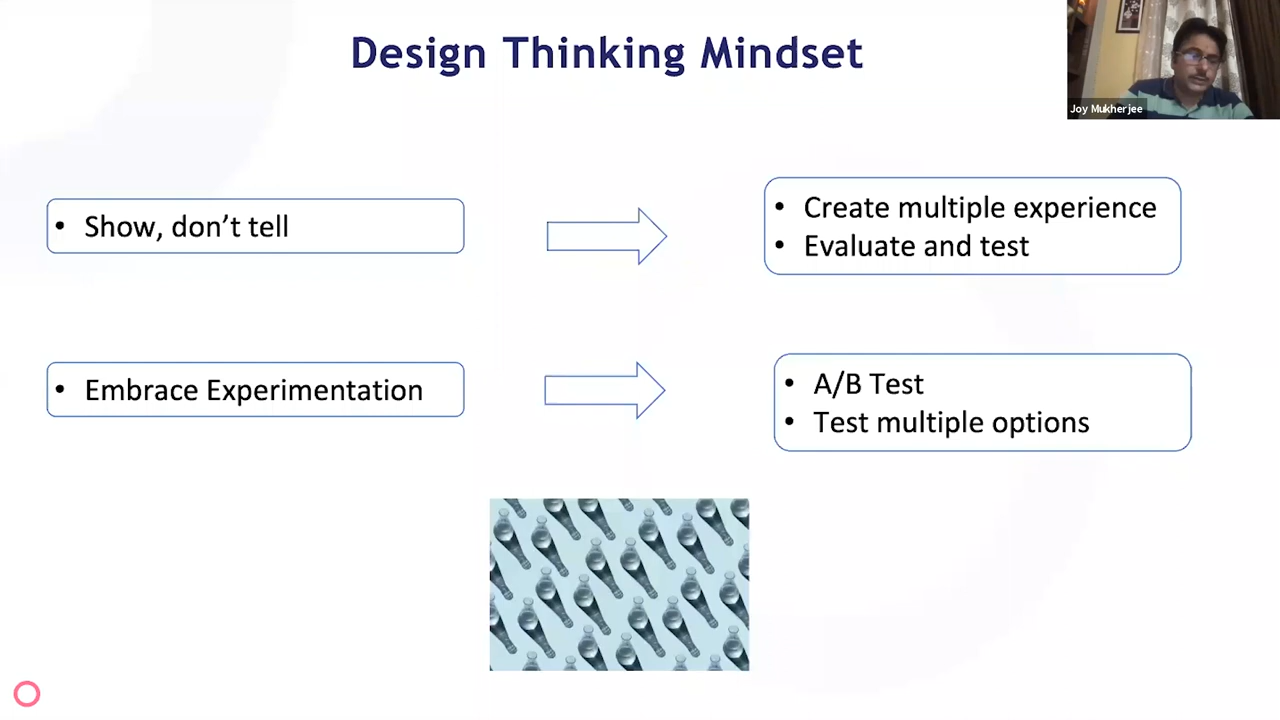 Design Thinking Mindset
Joy Mukherjee
• Show, don’t tell
• Create multiple experience
• Evaluate and test
• Embrace Experimentation
• A/B Test
• Test multiple options